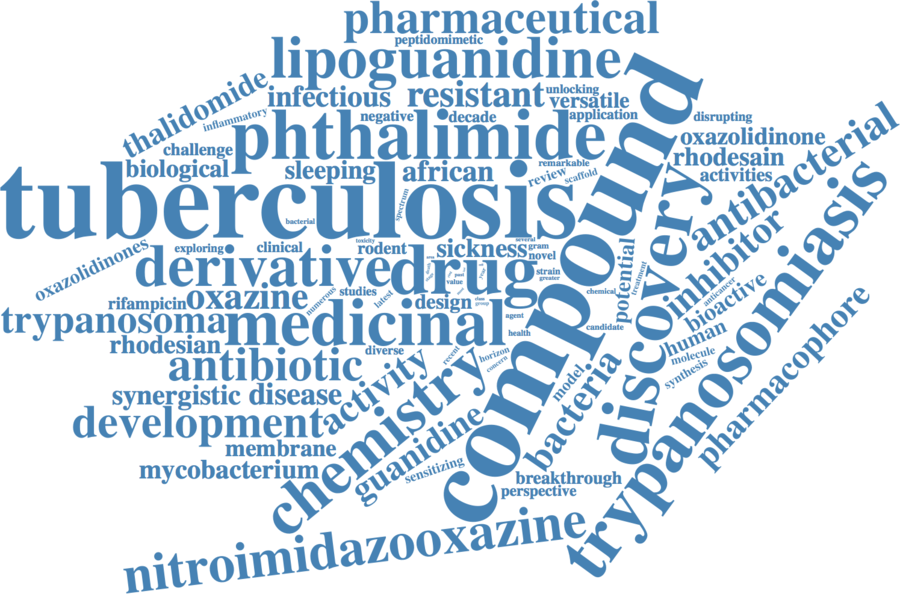 pharmaceutical
peptidomimetic
lipoguanidine
thalidomide
infectious
resistant
unlocking
versatile
inflammatory
negative
decade
application
phthalimide
compound
disrupting
challenge
oxazolidinone
antibacterial
biological
sleeping
african
remarkable
review
scaffold
rhodesain
activities
tuberculosis
spectrum
bacterial
discovery
oxazolidinones
exploring
clinical
toxicity
rodent
sickness
several
gram
novel
potential
inhibitor
trypanosomiasis
derivative
drug
value
strain
greater
treatment
anticancer
bioactive
rifampicin
oxazine
numerous
studies
latest
design
class
group
chemical
trypanosoma
medicinal
agent
candidate
human
pharmacophore
rhodesian
health
molecule
antibiotic
diverse
recent
horizon
concern
synthesis
synergistic
disease
activity
chemistry
model
bacteria
development
guanidine
membrane
mycobacterium
sensitizing
breakthrough
perspective
nitroimidazooxazine